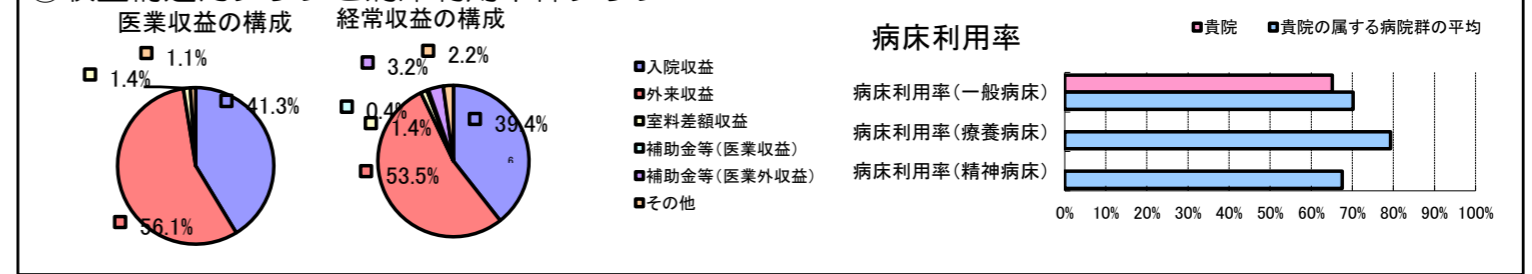 医業収益の構成
1.1%
1.4%
41.3%
56.1%
経常収益の構成
2.2%
3.2%
0.4%
1.4%
39.4%
53.5%
入院収益
外来収益
室料差額収益
補助金等(医業収益)
補助金等(医業外収益)
その他
病床利用率
貴院
貴院の属する病院群の平均
病床利用率(一般病床)
病床利用率(療養病床)
病床利用率(精神病床)
0% 10% 20% 30% 40% 50% 60% 70% 80% 90% 100%